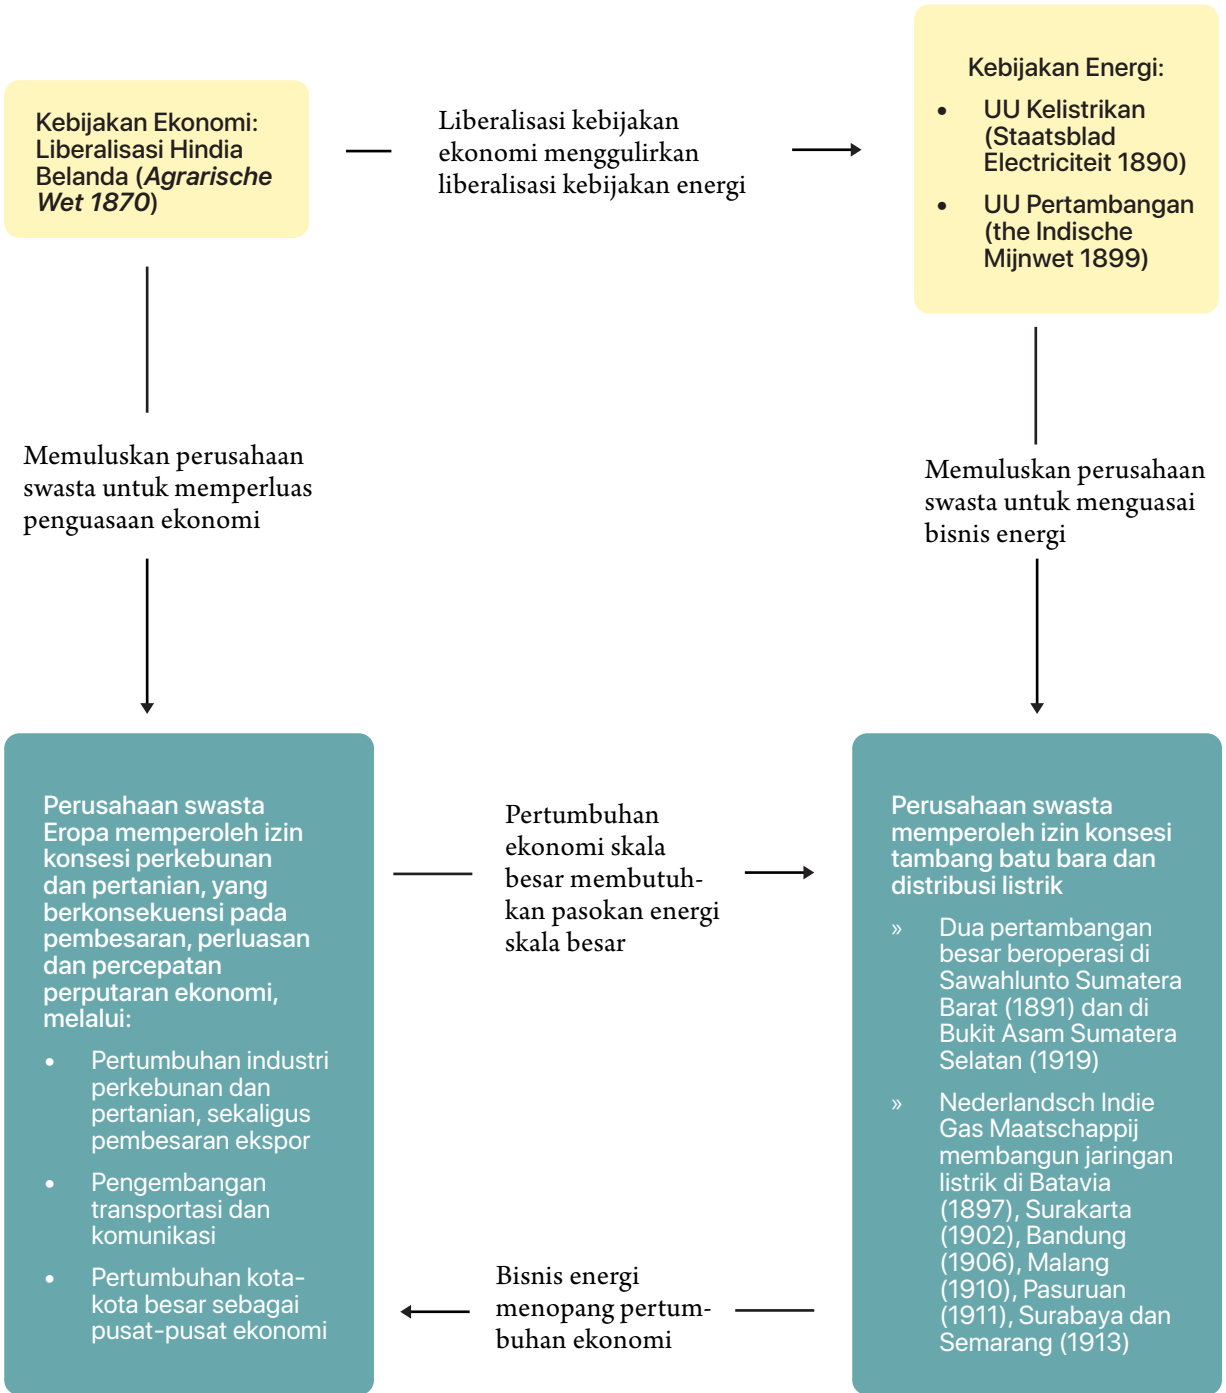 Kebijakan Ekonomi:
Liberalisasi Hindia
Belanda (Agrarische
Wet 1870)
Liberalisasi kebijakan
ekonomi menggulirkan
liberalisasi kebijakan energi
Kebijakan Energi:
• UU Kelistrikan
(Staatsblad
Electriciteit 1890)
• UU Pertambangan
(the Indische
Mijnwet 1899)
Memuluskan perusahaan
swasta untuk memperluas
penguasaan ekonomi
Memuluskan perusahaan
swasta untuk menguasai
bisnis energi
Perusahaan swasta
Eropa memperoleh izin
konsesi perkebunan
dan pertanian, yang
berkonsekuensi pada
pembesaran, perluasan
dan percepatan
perputaran ekonomi,
melalui:
• Pertumbuhan industri
perkebunan dan
pertanian, sekaligus
pembesaran ekspor
• Pengembangan
transportasi dan
komunikasi
• Pertumbuhan kota-
kota besar sebagai
pusat-pusat ekonomi
Pertumbuhan
ekonomi skala
besar membutuh-
kan pasokan energi
skala besar
Bisnis energi
menopang pertum-
buhan ekonomi
Perusahaan swasta
memperoleh izin konsesi
tambang batu bara dan
distribusi listrik
» Dua pertambangan
besar beroperasi di
Sawahlunto Sumatera
Barat (1891) dan di
Bukit Asam Sumatera
Selatan (1919)
» Nederlandsch Indie
Gas Maatschappij
membangun jaringan
listrik di Batavia
(1897), Surakarta
(1902), Bandung
(1906), Malang
(1910), Pasuruan
(1911), Surabaya dan
Semarang (1913)